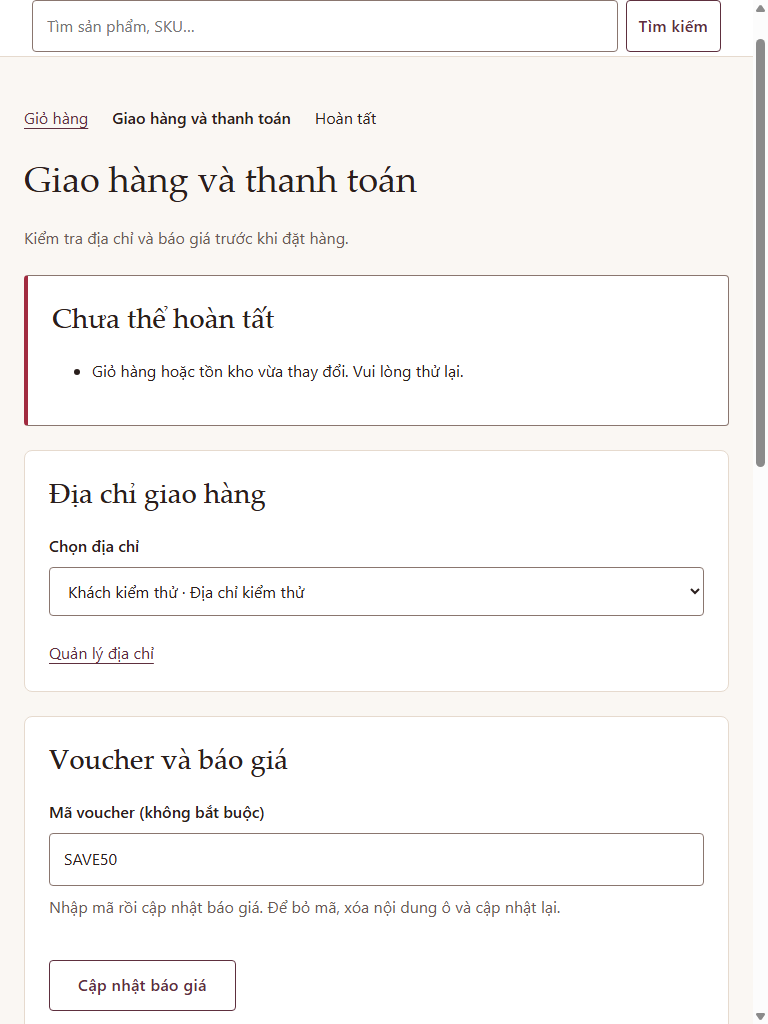 Tìm sản phẩm, SKU...
Tìm kiếm
Giỏ hàng
Giao hàng và thanh toán
Hoàn tất
Giao hàng và thanh toán
Kiểm tra địa chỉ và báo giá trước khi đặt hàng.
Chưa thể hoàn tất
Giỏ hàng hoặc tồn kho vừa thay đổi. Vui lòng thử lại.
Địa chỉ giao hàng
Chọn địa chỉ
Khách kiểm thử · Địa chỉ kiểm thử
Quản lý địa chỉ
Voucher và báo giá
Mã voucher (không bắt buộc)
SAVE50
Nhập mã rồi cập nhật báo giá. Để bỏ mã, xóa nội dung ô và cập nhật lại.
Cập nhật báo giá